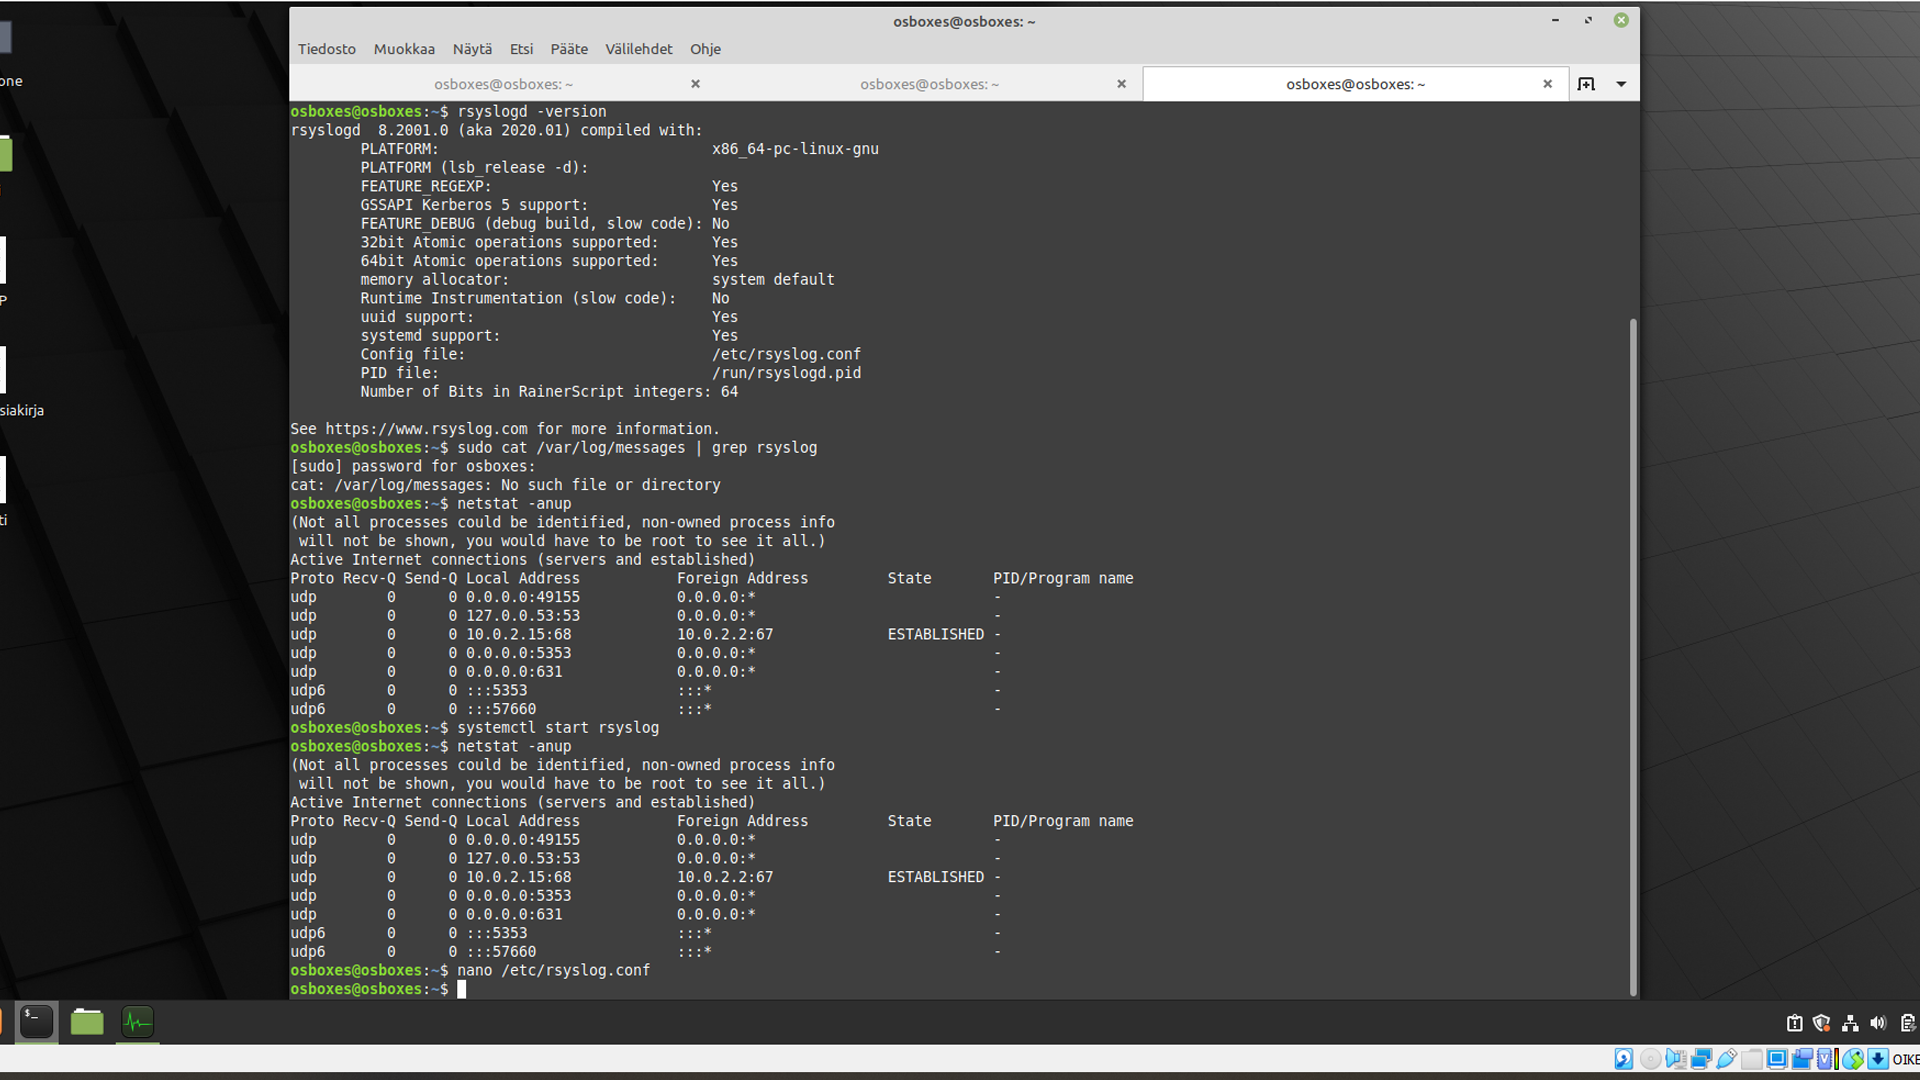 osboxes@osboxes: ~
Tiedosto Muokkaa Näytä Etsi Pääte Välilehdet Ohje
osboxes@osboxes: ~ osboxes@osboxes: ~ osboxes@osboxes: ~
osboxes@osboxes:~$ rsyslogd -version
rsyslogd  8.2001.0 (aka 2020.01) compiled with:
PLATFORM: x86_64-pc-linux-gnu
PLATFORM (lsb_release -d):
FEATURE_REGEXP: Yes
GSSAPI Kerberos 5 support: Yes
FEATURE_DEBUG (debug build, slow code): No
32bit Atomic operations supported: Yes
64bit Atomic operations supported: Yes
memory allocator: system default
Runtime Instrumentation (slow code): No
uuid support: Yes
systemd support: Yes
Config file: /etc/rsyslog.conf
PID file: /run/rsyslogd.pid
Number of Bits in RainerScript integers: 64
See https://www.rsyslog.com for more information.
osboxes@osboxes:~$ sudo cat /var/log/messages | grep rsyslog
[sudo] password for osboxes:
cat: /var/log/messages: No such file or directory
osboxes@osboxes:~$ netstat -anup
(Not all processes could be identified, non-owned process info
will not be shown, you would have to be root to see it all.)
Active Internet connections (servers and established)
Proto Recv-Q Send-Q Local Address Foreign Address State PID/Program name
udp 0 0 0.0.0.0:49155 0.0.0.0:* -
udp 0 0 127.0.0.53:53 0.0.0.0:* -
udp 0 0 10.0.2.15:68 10.0.2.2:67 ESTABLISHED -
udp 0 0 0.0.0.0:5353 0.0.0.0:* -
udp 0 0 0.0.0.0:631 0.0.0.0:* -
udp6 0 0 :::5353 :::* -
udp6 0 0 :::57660 :::* -
osboxes@osboxes:~$ systemctl start rsyslog
osboxes@osboxes:~$ netstat -anup
(Not all processes could be identified, non-owned process info
will not be shown, you would have to be root to see it all.)
Active Internet connections (servers and established)
Proto Recv-Q Send-Q Local Address Foreign Address State PID/Program name
udp 0 0 0.0.0.0:49155 0.0.0.0:* -
udp 0 0 127.0.0.53:53 0.0.0.0:* -
udp 0 0 10.0.2.15:68 10.0.2.2:67 ESTABLISHED -
udp 0 0 0.0.0.0:5353 0.0.0.0:* -
udp 0 0 0.0.0.0:631 0.0.0.0:* -
udp6 0 0 :::5353 :::* -
udp6 0 0 :::57660 :::* -
osboxes@osboxes:~$ nano /etc/rsyslog.conf
osboxes@osboxes:~$
one
P
siakirja
ti
OIKE